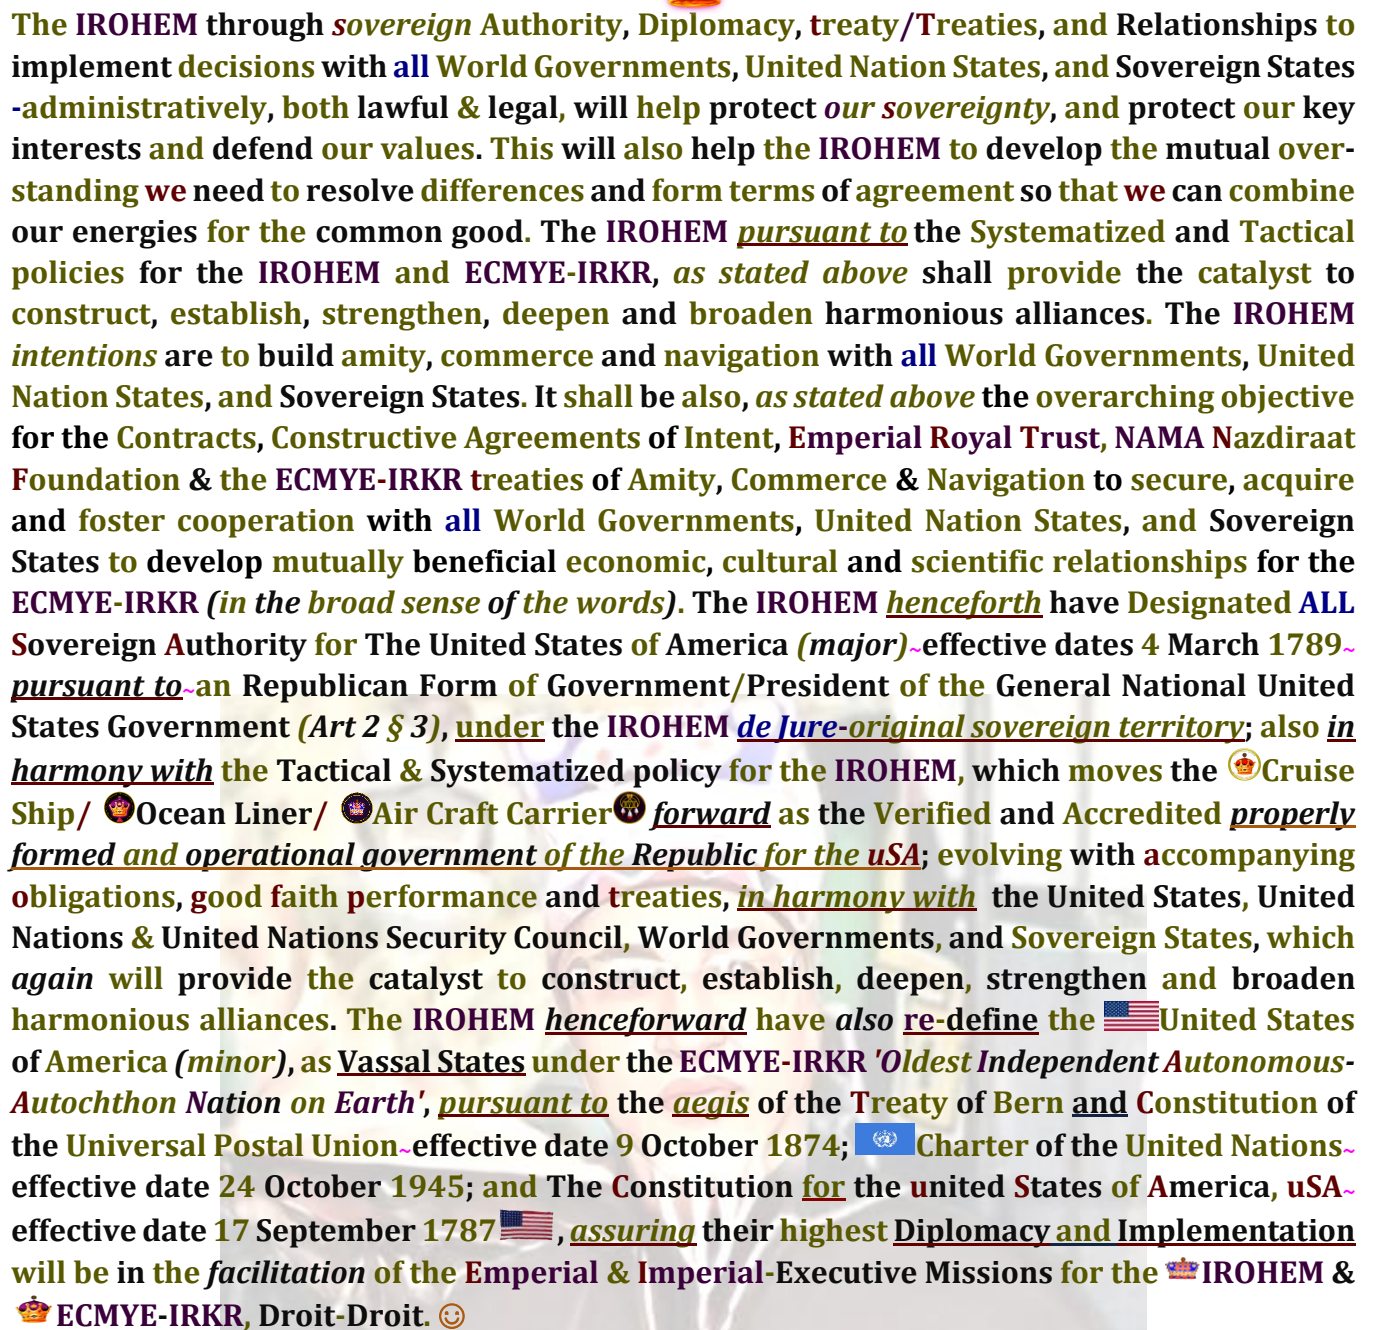 The IROHEM through sovereign Authority, Diplomacy, treaty/Treaties, and Relationships to
implement decisions with all World Governments, United Nation States, and Sovereign States
-administratively, both lawful & legal, will help protect our sovereignty, and protect our key
interests and defend our values. This will also help the IROHEM to develop the mutual over-
standing we need to resolve differences and form terms of agreement so that we can combine
our energies for the common good. The IROHEM pursuant to the Systematized and Tactical
policies for the IROHEM and ECMYE-IRKR, as stated above shall provide the catalyst to
construct, establish, strengthen, deepen and broaden harmonious alliances. The IROHEM
intentions are to build amity, commerce and navigation with all World Governments, United
Nation States, and Sovereign States. It shall be also, as stated above the overarching objective
for the Contracts, Constructive Agreements of Intent, Emperial Royal Trust, NAMA Nazdiraat
Foundation & the ECMYE-IRKR treaties of Amity, Commerce & Navigation to secure, acquire
and foster cooperation with all World Governments, United Nation States, and Sovereign
States to develop mutually beneficial economic, cultural and scientific relationships for the
ECMYE-IRKR (in the broad sense of the words). The IROHEM henceforth have Designated ALL
Sovereign Authority for The United States of America (major)~effective dates 4 March 1789~
pursuant to~an Republican Form of Government/President of the General National United
States Government (Art 2 § 3), under the IROHEM de Jure-original sovereign territory; also in
harmony with the Tactical & Systematized policy for the IROHEM, which moves the Cruise
Ship/ Ocean Liner/ Air Craft Carrier forward as the Verified and Accredited properly
formed and operational government of the Republic for the uSA; evolving with accompanying
obligations, good faith performance and treaties, in harmony with the United States, United
Nations & United Nations Security Council, World Governments, and Sovereign States, which
again will provide the catalyst to construct, establish, deepen, strengthen and broaden
harmonious alliances. The IROHEM henceforward have also re-define the United States
of America (minor), as Vassal States under the ECMYE-IRKR 'Oldest Independent Autonomous-
Autochthon Nation on Earth', pursuant to the aegis of the Treaty of Bern and Constitution of
the Universal Postal Union~effective date 9 October 1874; Charter of the United Nations~
effective date 24 October 1945; and The Constitution for the united States of America, uSA~
effective date 17 September 1787 , assuring their highest Diplomacy and Implementation
will be in the facilitation of the Emperial & Imperial-Executive Missions for the IROHEM &
ECMYE-IRKR, Droit-Droit. ☺